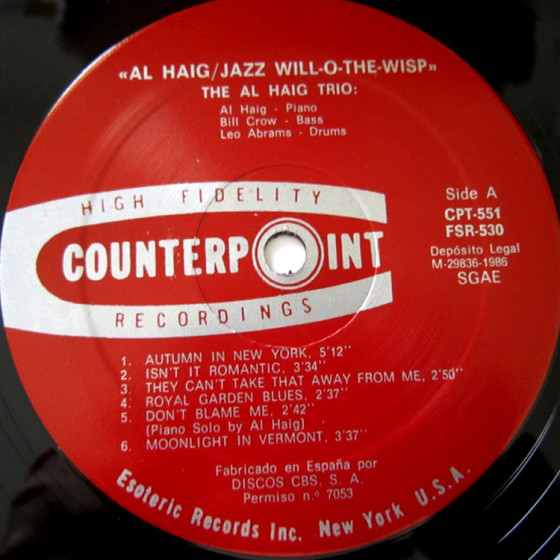 «AL HAIG/JAZZ WILL-O-THE-WISP»
THE AL HAIG TRIO:
Al Haig - Piano
Bill Crow - Bass
Leo Abrams - Drums
HIGH FIDELITY
COUNTERPOINT
RECORDINGS
Side A
CPT-551
FSR-530
Depósito Legal
M-29836-1986
SGAE
1. AUTUMN IN NEW YORK, 5'12''
2. ISN'T IT ROMANTIC, 3'34''
3. THEY CAN'T TAKE THAT AWAY FROM ME, 2'50''
4. ROYAL GARDEN BLUES, 2'37''
5. DON'T BLAME ME, 2'42''
(Piano Solo by Al Haig)
6. MOONLIGHT IN VERMONT, 3'37''
Fabricado en España por
DISCOS CBS. S. A.
Permiso n.º 7053
Esoteric Records Inc. New York U.S.A.